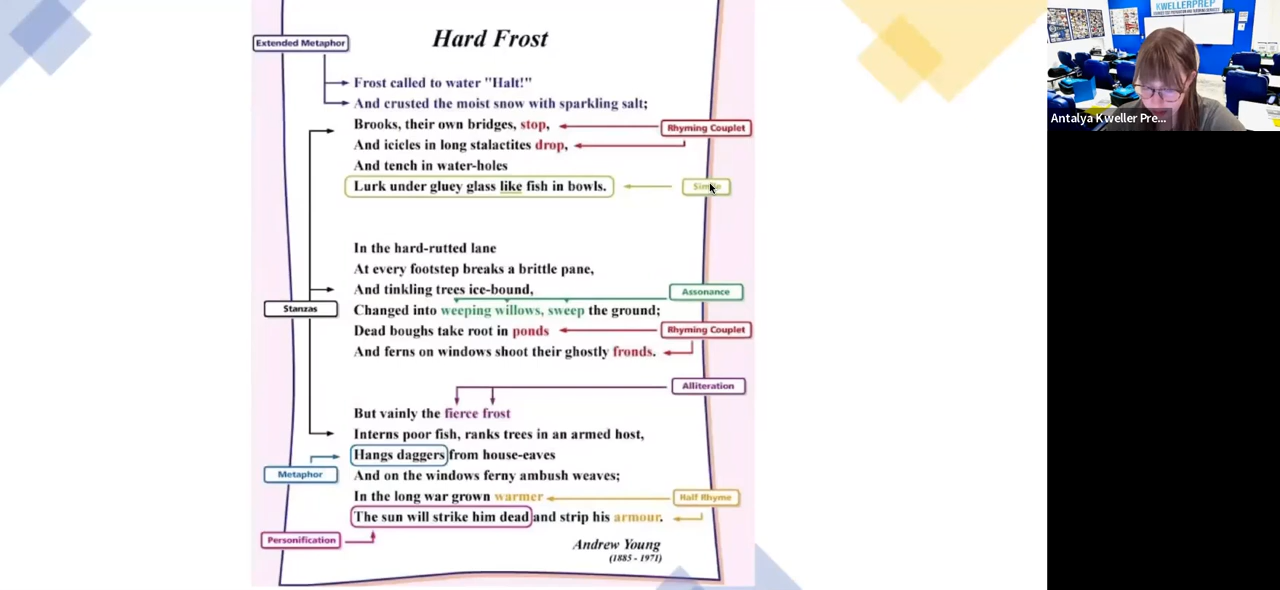 Hard Frost
Extended Metaphor
Frost called to water "Halt!"
And crusted the moist snow with sparkling salt;
Brooks, their own bridges, stop,
Rhyming Couplet
And icicles in long stalactites drop,
And tench in water-holes
Lurk under gluey glass like fish in bowls.
In the hard-rutted lane
At every footstep breaks a brittle pane,
And tinkling trees ice-bound,
Assonance
Stanzas
Changed into weeping willows, sweep the ground;
Dead boughs take root in ponds
Rhyming Couplet
And ferns on windows shoot their ghostly fronds.
Alliteration
But vainly the fierce frost
Interns poor fish, ranks trees in an armed host,
Hangs daggers from house-eaves
Metaphor
And on the windows ferny ambush weaves;
In the long war grown warmer
Half Rhyme
The sun will strike him dead and strip his armour.
Personification
Andrew Young
(1885 - 1971)
KWELLERPREP
Antalya Kweller Pre...